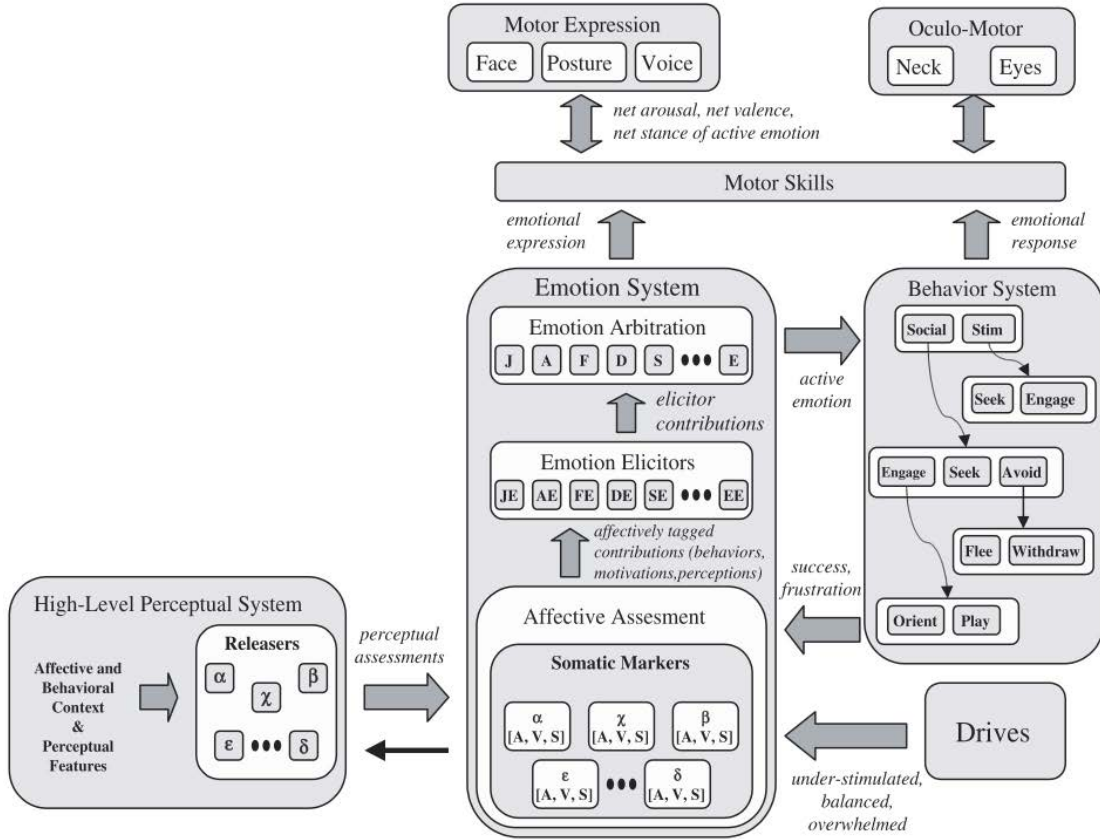 Motor Expression
Face Posture Voice
Oculo-Motor
Neck Eyes
net arousal, net valence,
net stance of active emotion
Motor Skills
emotional
expression
emotional
response
Emotion System
Emotion Arbitration
J A F D S ••• E
elicitor
contributions
Emotion Elicitors
JE AE FE DE SE ••• EE
affectively tagged
contributions (behaviors,
motivations,perceptions)
Affective Assesment
Somatic Markers
α
[A, V, S]
χ
[A, V, S]
β
[A, V, S]
ε
[A, V, S]
•••
δ
[A, V, S]
active
emotion
Behavior System
Social Stim
Seek Engage
Engage Seek Avoid
Flee Withdraw
Orient Play
success,
frustration
High-Level Perceptual System
Affective and
Behavioral
Context
&
Perceptual
Features
Releasers
α χ β
ε ••• δ
perceptual
assessments
Drives
under-stimulated,
balanced,
overwhelmed